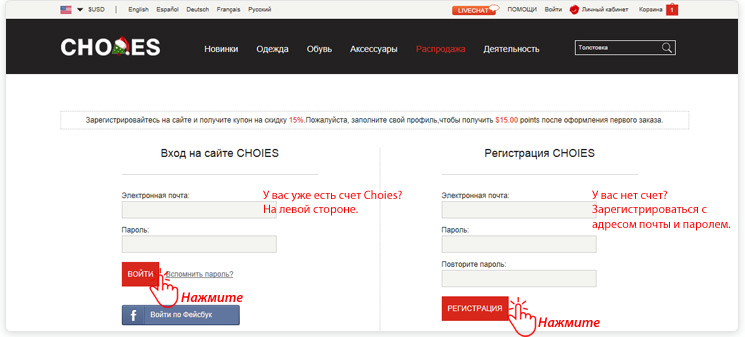 $USD | English Español Deutsch Français Русский LIVECHAT ПОМОЩИ Войти Личный кабинет Корзина 1
CHOIES Новинки Одежда Обувь Аксессуары Распродажа Деятельность Толстовка
Зарегистрируйтесь на сайте и получите купон на скидку 15%.Пожалуйста, заполните свой профиль,чтобы получить $15.00 points после оформления первого заказа.
Вход на сайте CHOIES
Электронная почта:
У вас уже есть счет Choies?
На левой стороне.
Пароль:
ВОЙТИ Вспомнить пароль?
Нажмите
f Войти по Фейсбук
Регистрация CHOIES
Электронная почта:
У вас нет счет?
Зарегистрироваться с
адресом почты и паролем.
Пароль:
Повторите пароль:
РЕГИСТРАЦИЯ
Нажмите